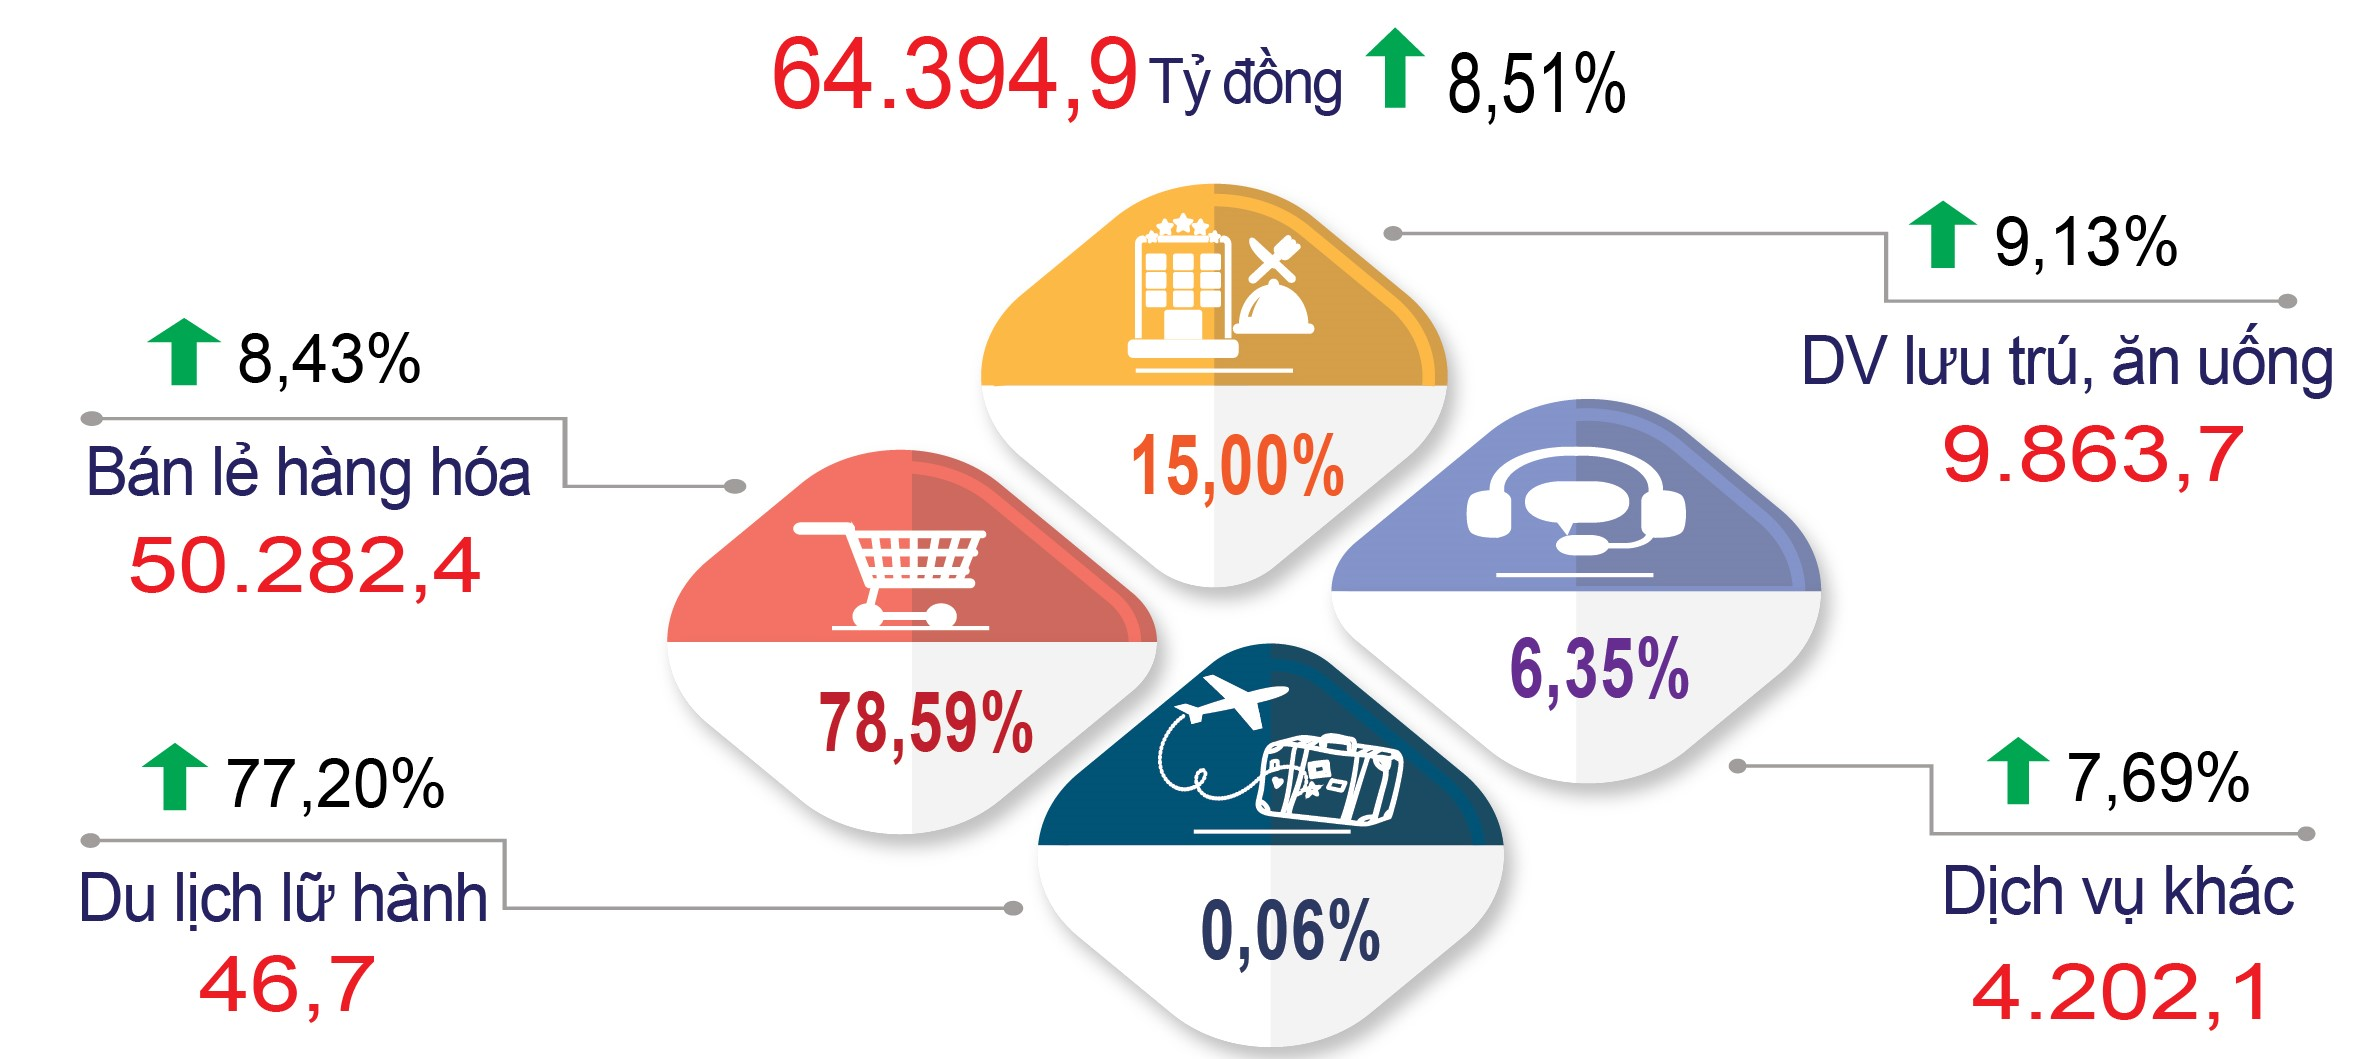 64.394,9 Tỷ đồng 8,51%
9,13%
DV lưu trú, ăn uống
9.863,7
8,43%
Bán lẻ hàng hóa
50.282,4
15,00%
6,35%
78,59%
77,20%
Du lịch lữ hành
46,7
0,06%
7,69%
Dịch vụ khác
4.202,1